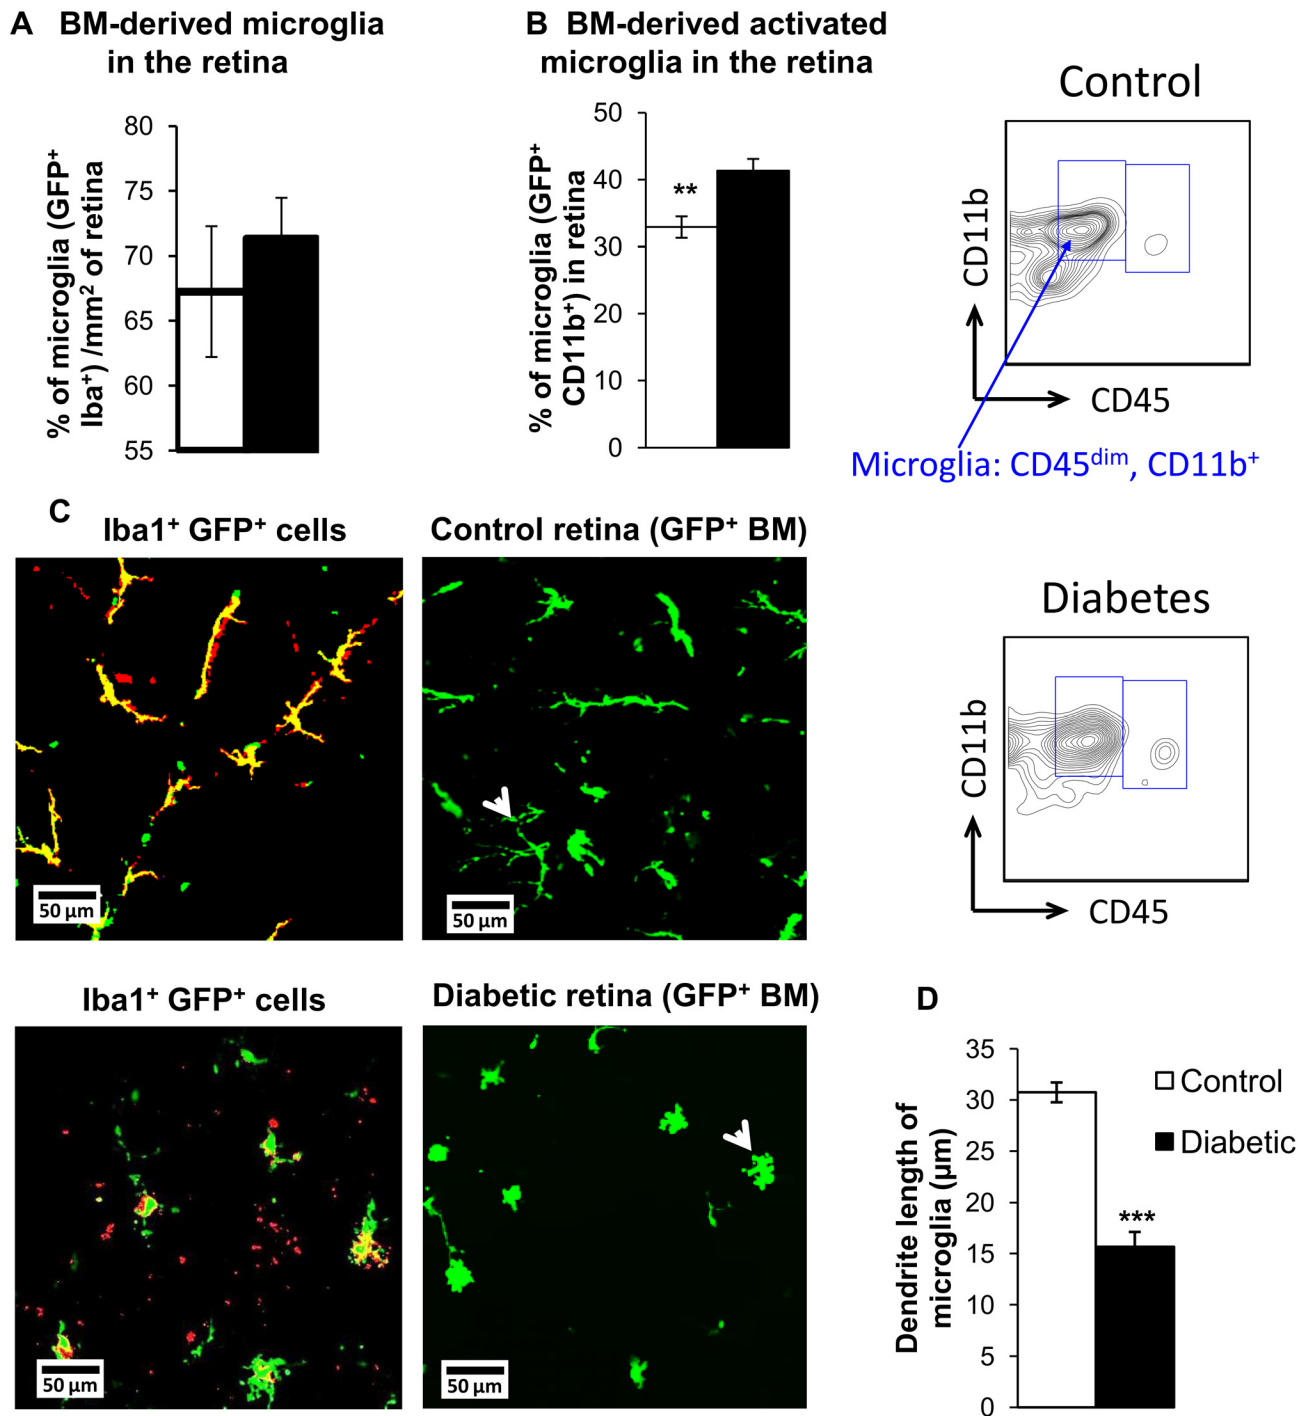 A BM-derived microglia
in the retina
% of microglia (GFP⁺
Iba⁺) /mm² of retina
80
75
70
65
60
55
B BM-derived activated
microglia in the retina
% of microglia (GFP⁺
CD11b⁺) in retina
50
40
30
20
10
0
**
Control
CD11b
CD45
Microglia: CD45ᵈⁱᵐ, CD11b⁺
C
Iba1⁺ GFP⁺ cells
50 µm
Control retina (GFP⁺ BM)
50 µm
Diabetes
CD11b
CD45
Iba1⁺ GFP⁺ cells
50 µm
Diabetic retina (GFP⁺ BM)
50 µm
D
Dendrite length of
microglia (µm)
35
30
25
20
15
10
5
0
***
Control
Diabetic